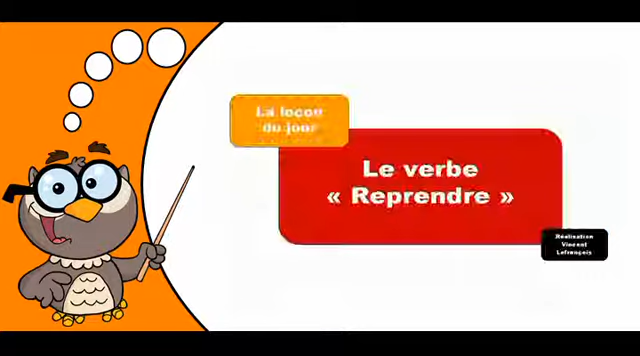 La leçon
du jour
Le verbe
« Reprendre »
Réalisation
Vincent
Lefrançois